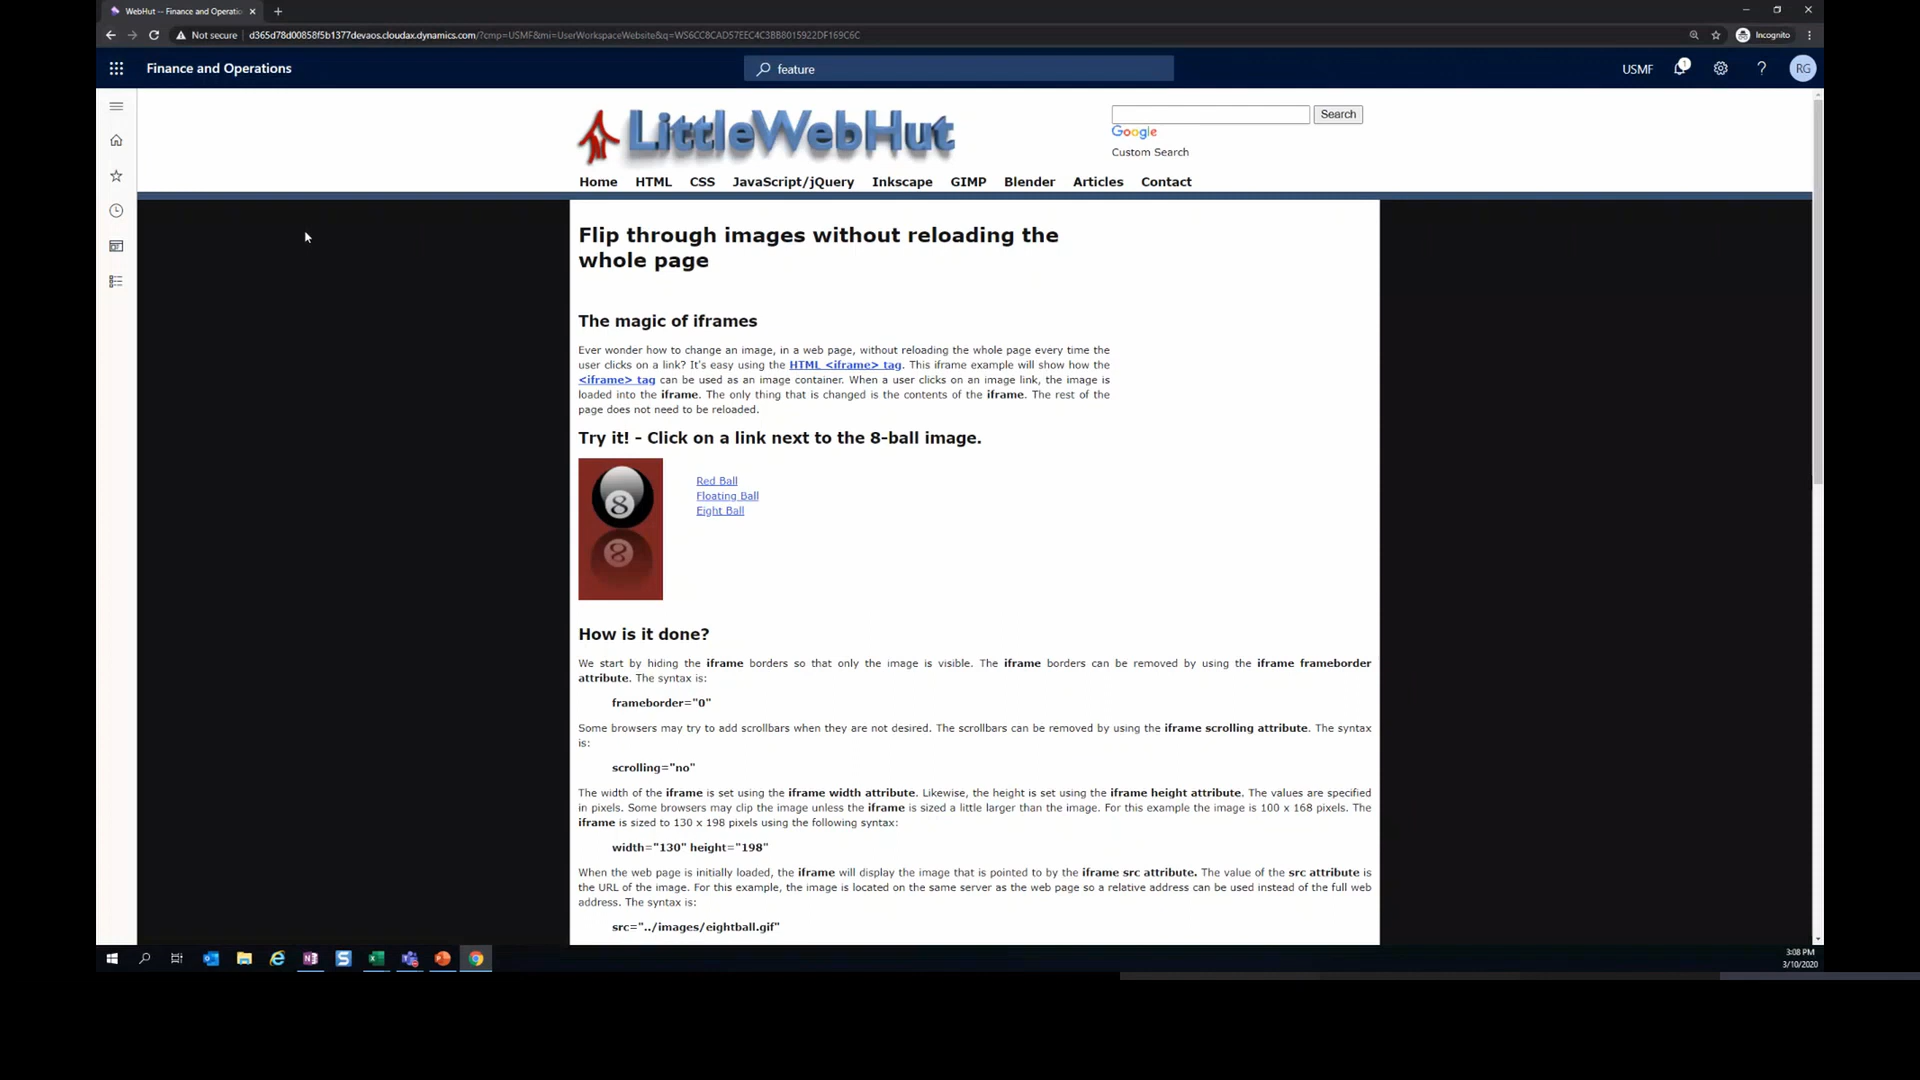 WebHut -- Finance and Operatio
Not secure d365d78d00858f5b1377devaos.cloudax.dynamics.com/?cmp=USMF&mi=UserWorkspaceWebsite&q=WS6CC8CAD57EEC4C3BB8015922DF169C6C
Incognito
Finance and Operations
feature
USMF
1
?
RG
LittleWebHut
Search
Google
Custom Search
Home HTML CSS JavaScript/jQuery Inkscape GIMP Blender Articles Contact
Flip through images without reloading the
whole page
The magic of iframes
Ever wonder how to change an image, in a web page, without reloading the whole page every time the
user clicks on a link? It's easy using the HTML <iframe> tag. This iframe example will show how the
<iframe> tag can be used as an image container. When a user clicks on an image link, the image is
loaded into the iframe. The only thing that is changed is the contents of the iframe. The rest of the
page does not need to be reloaded.
Try it! - Click on a link next to the 8-ball image.
8
8
Red Ball
Floating Ball
Eight Ball
How is it done?
We start by hiding the iframe borders so that only the image is visible. The iframe borders can be removed by using the iframe frameborder
attribute. The syntax is:
frameborder="0"
Some browsers may try to add scrollbars when they are not desired. The scrollbars can be removed by using the iframe scrolling attribute. The syntax
is:
scrolling="no"
The width of the iframe is set using the iframe width attribute. Likewise, the height is set using the iframe height attribute. The values are specified
in pixels. Some browsers may clip the image unless the iframe is sized a little larger than the image. For this example the image is 100 x 168 pixels. The
iframe is sized to 130 x 198 pixels using the following syntax:
width="130" height="198"
When the web page is initially loaded, the iframe will display the image that is pointed to by the iframe src attribute. The value of the src attribute is
the URL of the image. For this example, the image is located on the same server as the web page so a relative address can be used instead of the full web
address. The syntax is:
src="../images/eightball.gif"
3:08 PM
3/10/2020